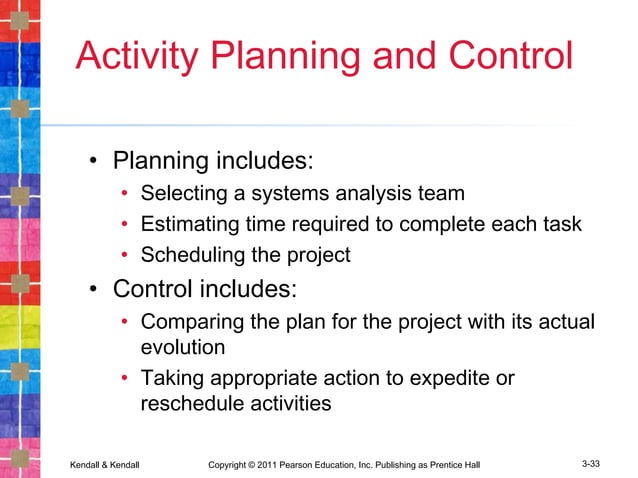 Activity Planning and Control
• Planning includes:
• Selecting a systems analysis team
• Estimating time required to complete each task
• Scheduling the project
• Control includes:
• Comparing the plan for the project with its actual
evolution
• Taking appropriate action to expedite or
reschedule activities
Kendall & Kendall Copyright © 2011 Pearson Education, Inc. Publishing as Prentice Hall 3-33